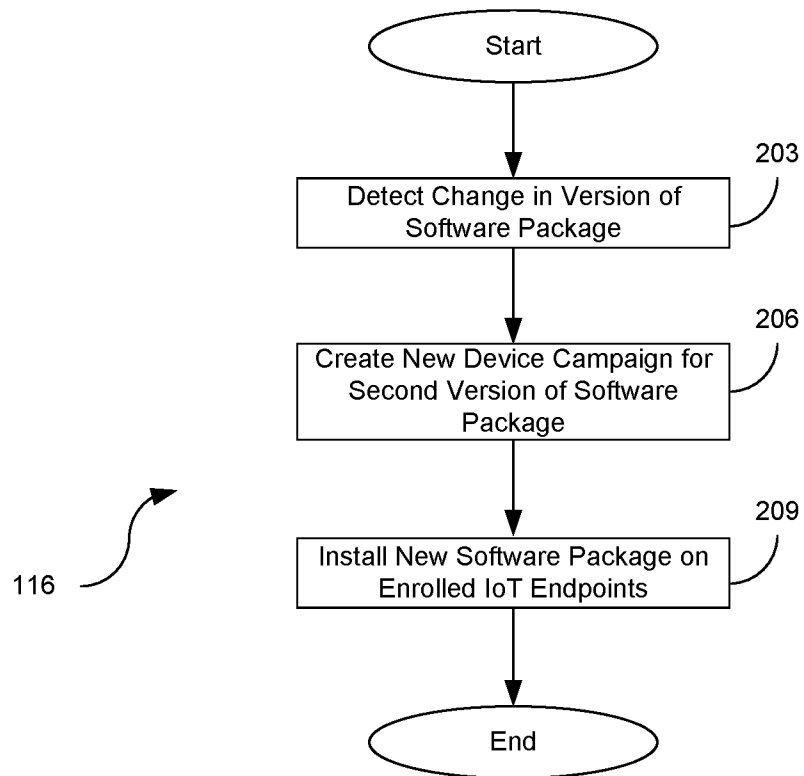 Start
203
Detect Change in Version of
Software Package
206
Create New Device Campaign for
Second Version of Software
Package
209
Install New Software Package on
Enrolled IoT Endpoints
116
End